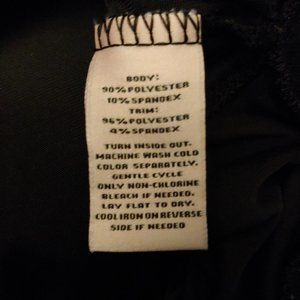 BODY:
90% POLYESTER
10% SPANDEX
TRIM:
96% POLYESTER
4% SPANDEX
TURN INSIDE OUT.
MACHINE WASH COLD
COLOR SEPARATELY.
GENTLE CYCLE
ONLY NON-CHLORINE
BLEACH IF NEEDED.
LAY FLAT TO DRY.
COOL IRON ON REVERSE
SIDE IF NEEDED